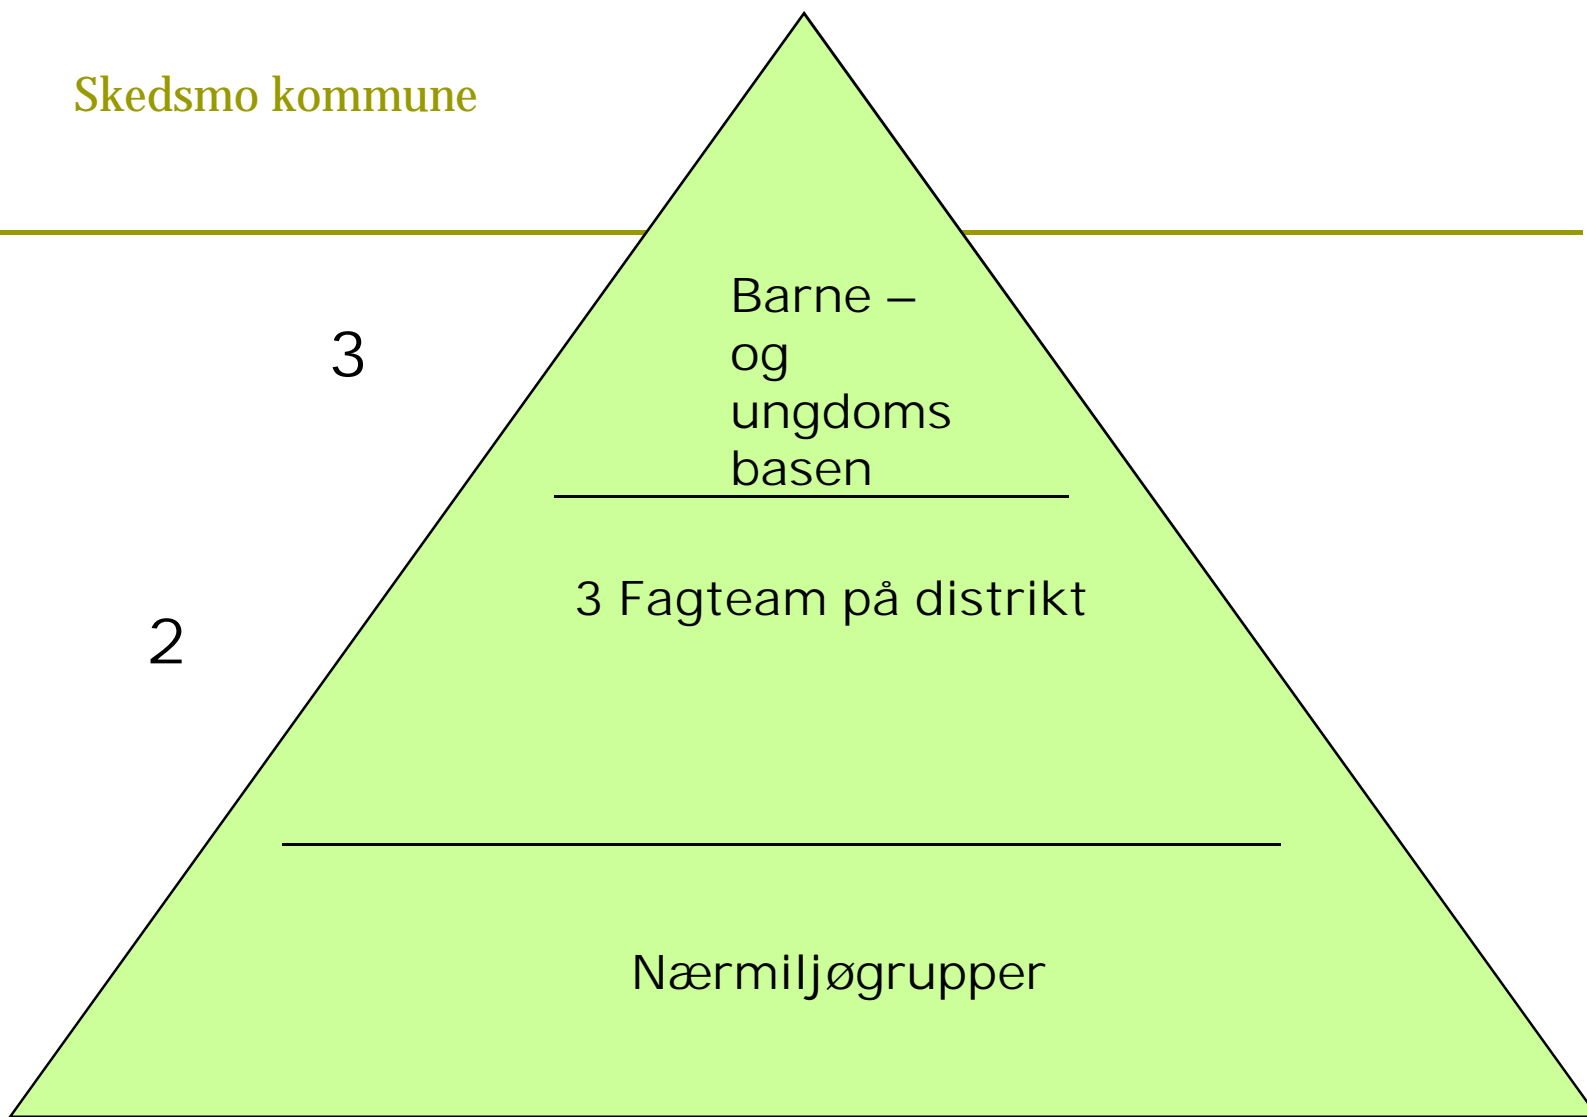 Skedsmo kommune
3
Barne –
og
ungdoms
basen
3 Fagteam på distrikt
2
Nærmiljøgrupper